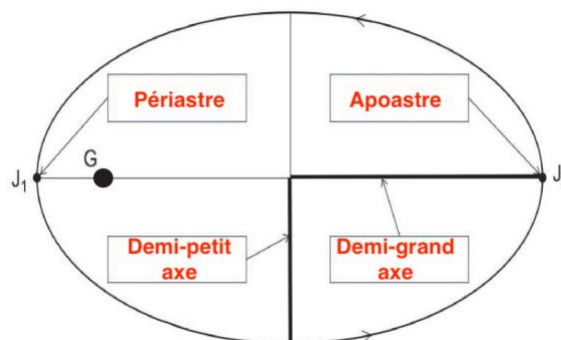 Périastre
Apoastre
G
J₁
J
Demi-petit
axe
Demi-grand
axe